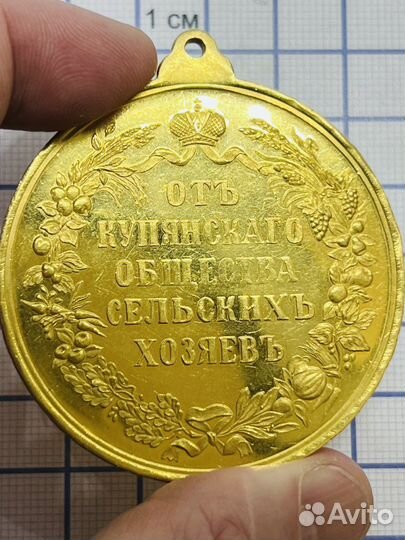 1 см
ОТЪ
КУПЯНСКАГО
ОБЩЕСТВА
СЕЛЬСКИХЪ
ХОЗЯЕВЪ
Avito